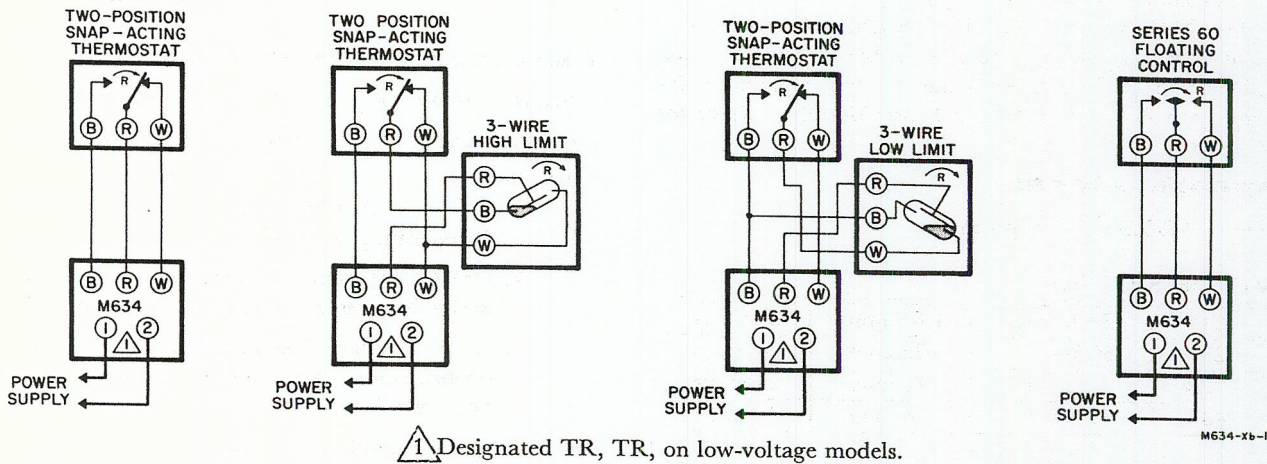 TWO-POSITION
SNAP-ACTING
THERMOSTAT
R
B R W
B R W
M634
1 2
1
POWER
SUPPLY
TWO POSITION
SNAP-ACTING
THERMOSTAT
R
B R W
3-WIRE
HIGH LIMIT
R
R
B
W
B R W
M634
1 2
1
POWER
SUPPLY
TWO-POSITION
SNAP-ACTING
THERMOSTAT
R
B R W
3-WIRE
LOW LIMIT
R
R
B
W
B R W
M634
1 2
1
POWER
SUPPLY
SERIES 60
FLOATING
CONTROL
R
B R W
B R W
M634
1 2
1
POWER
SUPPLY
M634-Xb-1
1 Designated TR, TR, on low-voltage models.